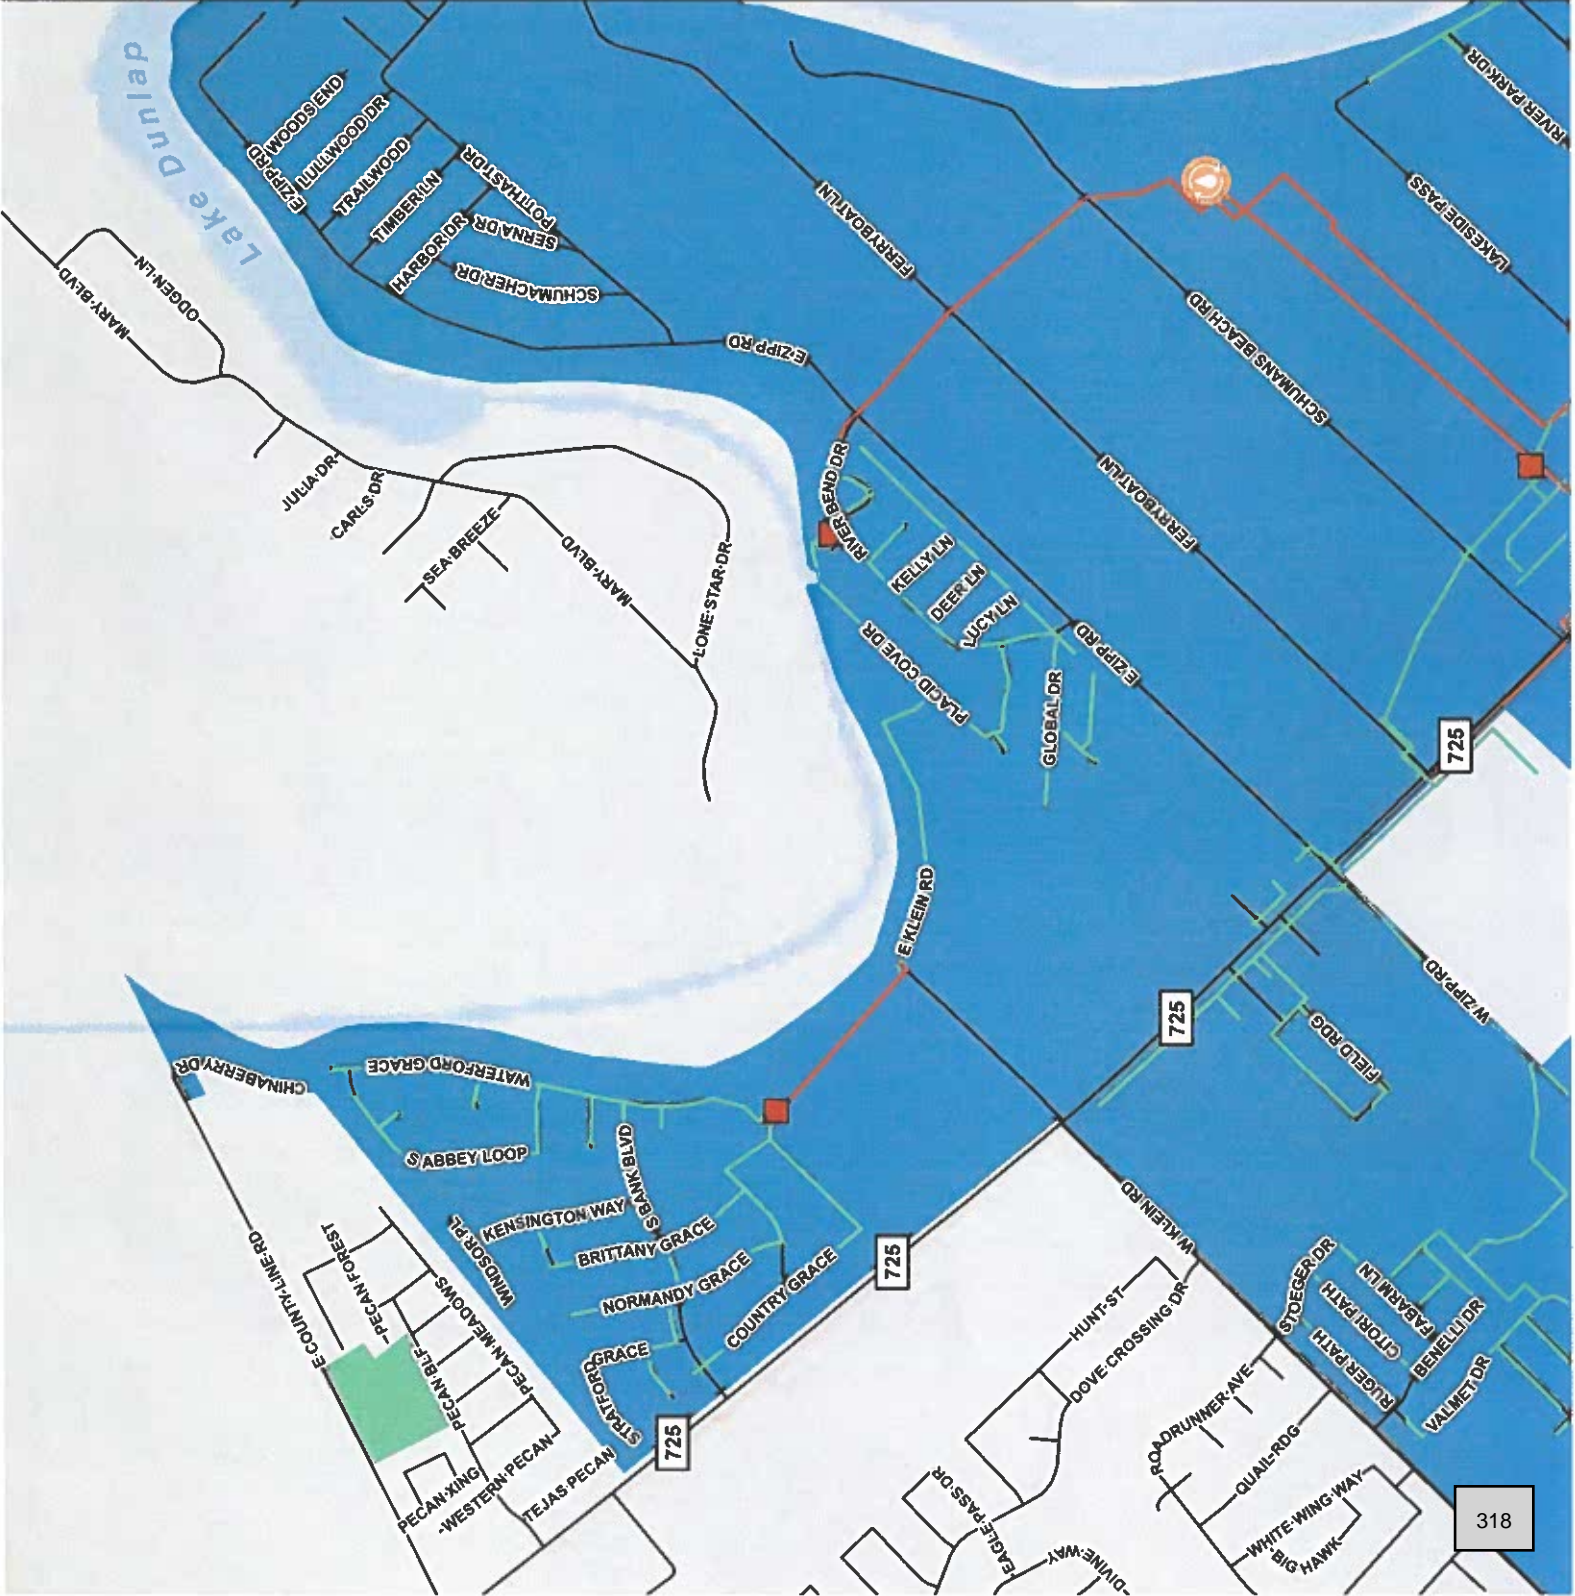 Lake Dunlap
WOODS END
LULLWOOD DR
E ZIPP RD
TRAILWOOD
TIMBER LN
POTTHAST DR
SERNA DR
HARBOR DR
SCHUMACHER DR
MARY BLVD
ODGEN LN
FERRYBOAT LN
RIVER PARK DR
LAKESIDE PASS
SCHUMANS BEACH RD
E ZIPP RD
JULIA DR
CARLS DR
SEA BREEZE
MARY BLVD
LONE STAR DR
RIVER BEND DR
KELLY LN
DEER LN
LUCY LN
FERRYBOAT LN
PLACID COVE DR
GLOBAL DR
E ZIPP RD
725
E KLEIN RD
W ZIPP RD
725
FIELD RDG
CHINABERRY DR
WATERFORD GRACE
S ABBEY LOOP
S BANK BLVD
KENSINGTON WAY
WINDSOR PL
BRITTANY GRACE
NORMANDY GRACE
COUNTRY GRACE
725
W KLEIN RD
E COUNTY LINE RD
PECAN FOREST
PECAN MEADOWS
PECAN BLF
STRATFORD GRACE
725
PECAN XING
WESTERN PECAN
TEJAS PECAN
HUNT ST
DOVE CROSSING DR
STOEGER DR
FABARM LN
CITORI PATH
RUGER PATH
BENELLI DR
VALMET DR
ROADRUNNER AVE
QUAIL RDG
WHITE WING WAY
BIG HAWK
EAGLE PASS DR
DIVINE WAY
318